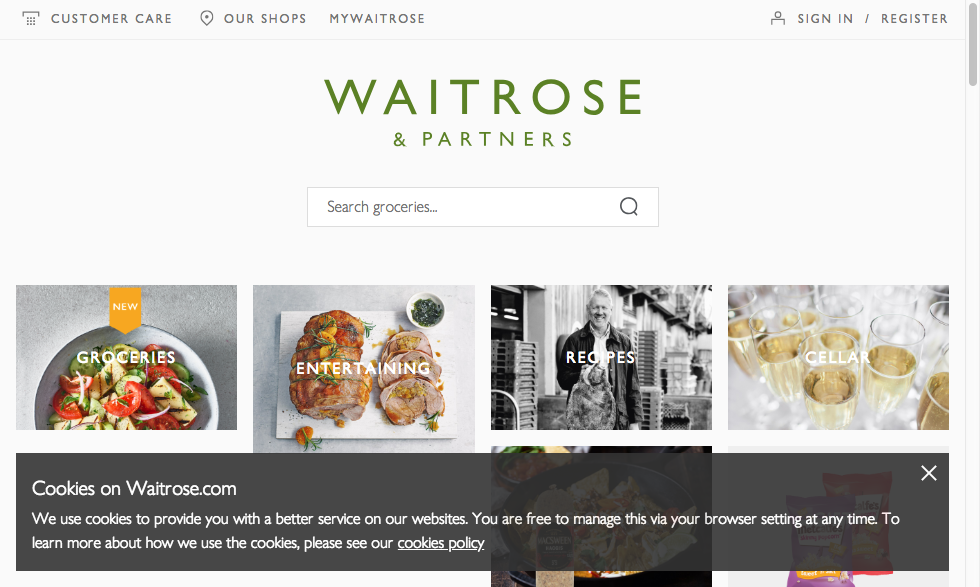 CUSTOMER CARE OUR SHOPS MYWAITROSE SIGN IN / REGISTER
WAITROSE
& PARTNERS
Search groceries...
NEW
GROCERIES
ENTERTAINING
RECIPES
CELLAR
Cookies on Waitrose.com
We use cookies to provide you with a better service on our websites. You are free to manage this via your browser setting at any time. To
learn more about how we use the cookies, please see our cookies policy